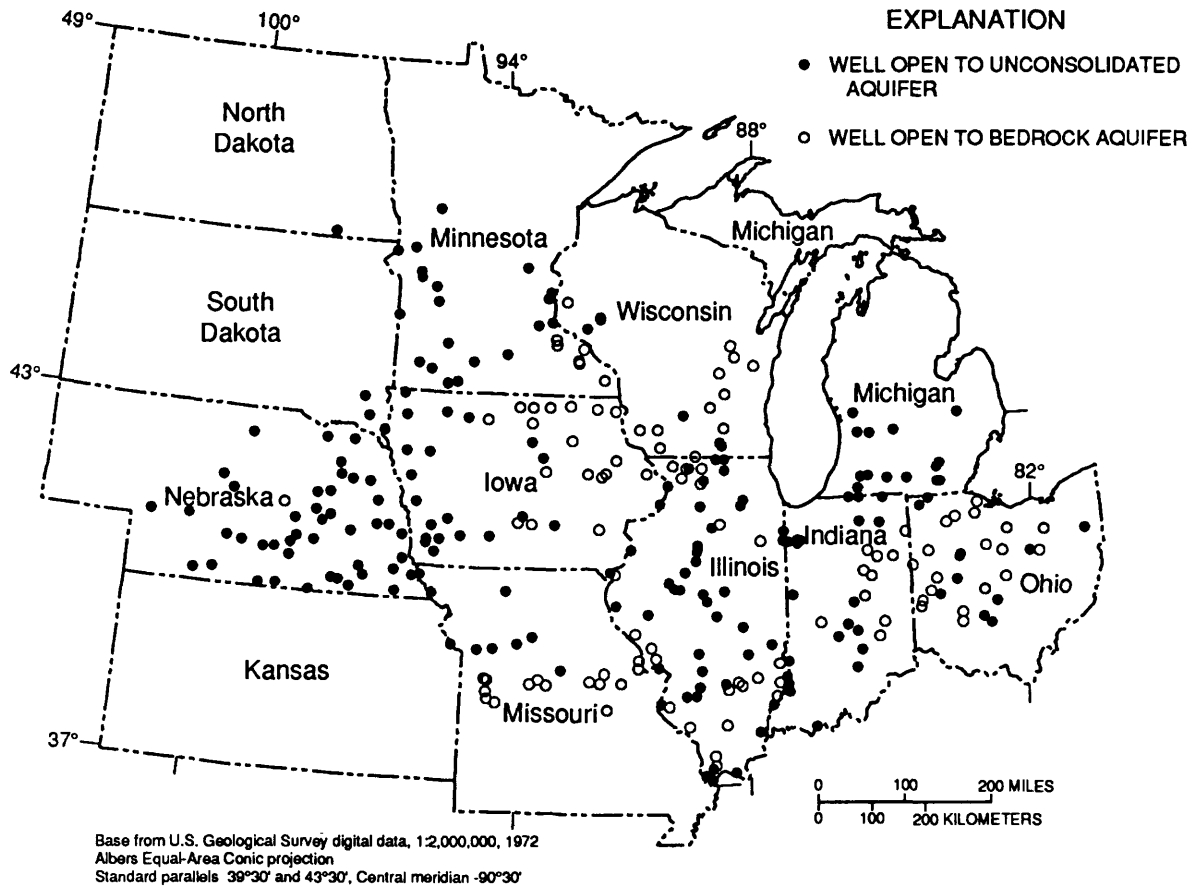 EXPLANATION
WELL OPEN TO UNCONSOLIDATED
AQUIFER
WELL OPEN TO BEDROCK AQUIFER
49°
100°
94°
88°
North
Dakota
Minnesota
Michigan
South
Dakota
Wisconsin
43°
Michigan
82°
Nebraska
Iowa
Indiana
Illinois
Ohio
Kansas
Missouri
37°
0 100 200 MILES
0 100 200 KILOMETERS
Base from U.S. Geological Survey digital data, 1:2,000,000, 1972
Albers Equal-Area Conic projection
Standard parallels 39°30' and 43°30', Central meridian -90°30'